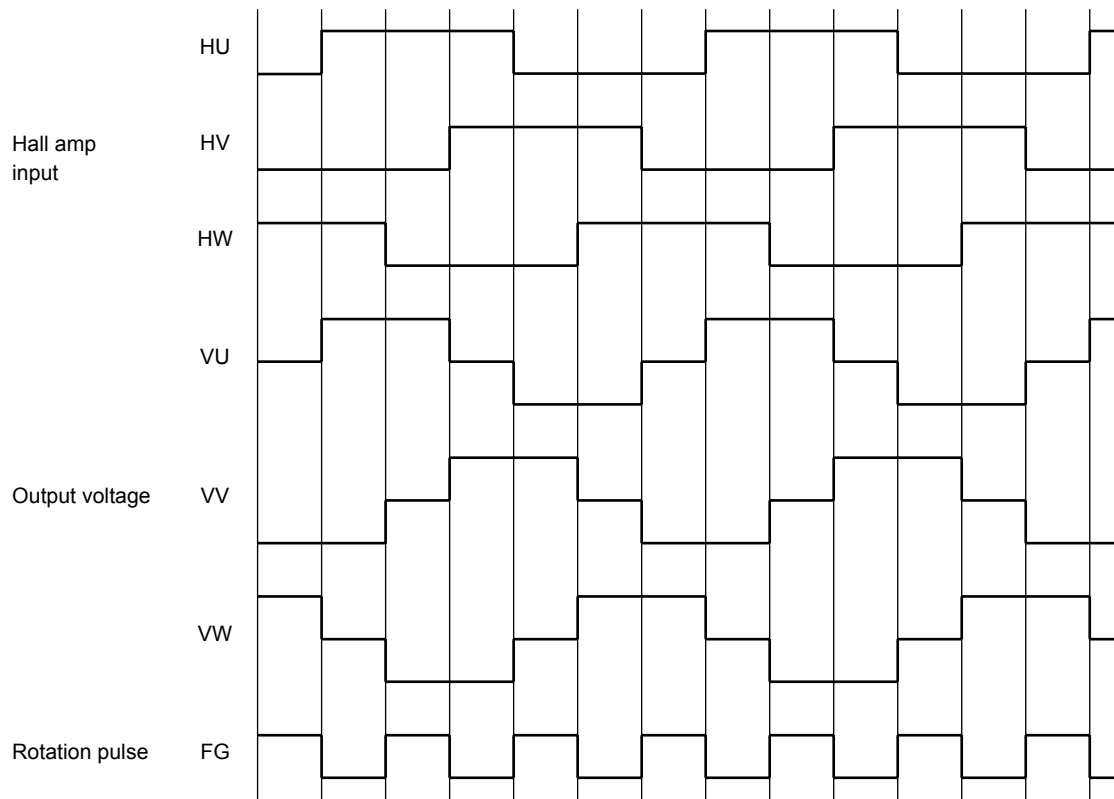 HU
Hall amp
input
HV
HW
VU
Output voltage VV
VW
Rotation pulse FG